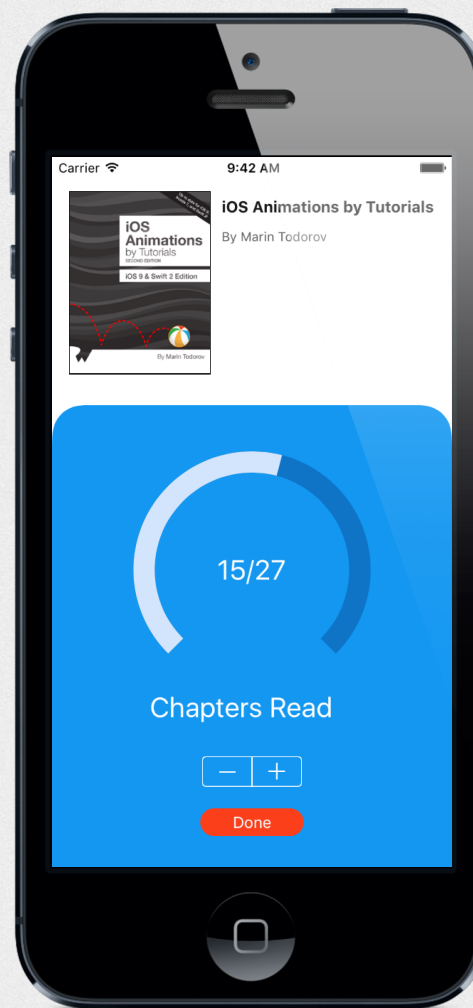 Carrier
9:42 AM
iOS
Animations
by Tutorials
SECOND EDITION
iOS 9 & Swift 2 Edition
By Marin Todorov
iOS Animations by Tutorials
By Marin Todorov
15/27
Chapters Read
Done